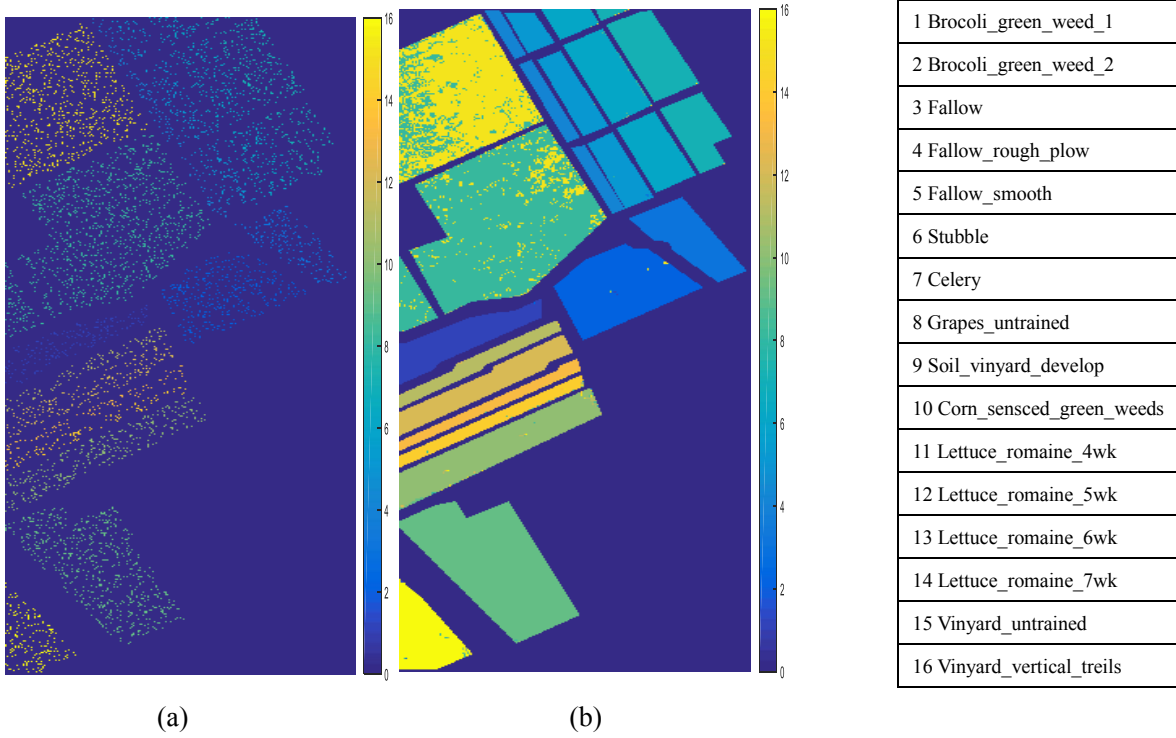 16
14
12
10
8
6
4
2
0
(a)
16
14
12
10
8
6
4
2
0
(b)
1 Brocoli_green_weed_1
2 Brocoli_green_weed_2
3 Fallow
4 Fallow_rough_plow
5 Fallow_smooth
6 Stubble
7 Celery
8 Grapes_untrained
9 Soil_vinyard_develop
10 Corn_sensced_green_weeds
11 Lettuce_romaine_4wk
12 Lettuce_romaine_5wk
13 Lettuce_romaine_6wk
14 Lettuce_romaine_7wk
15 Vinyard_untrained
16 Vinyard_vertical_treils